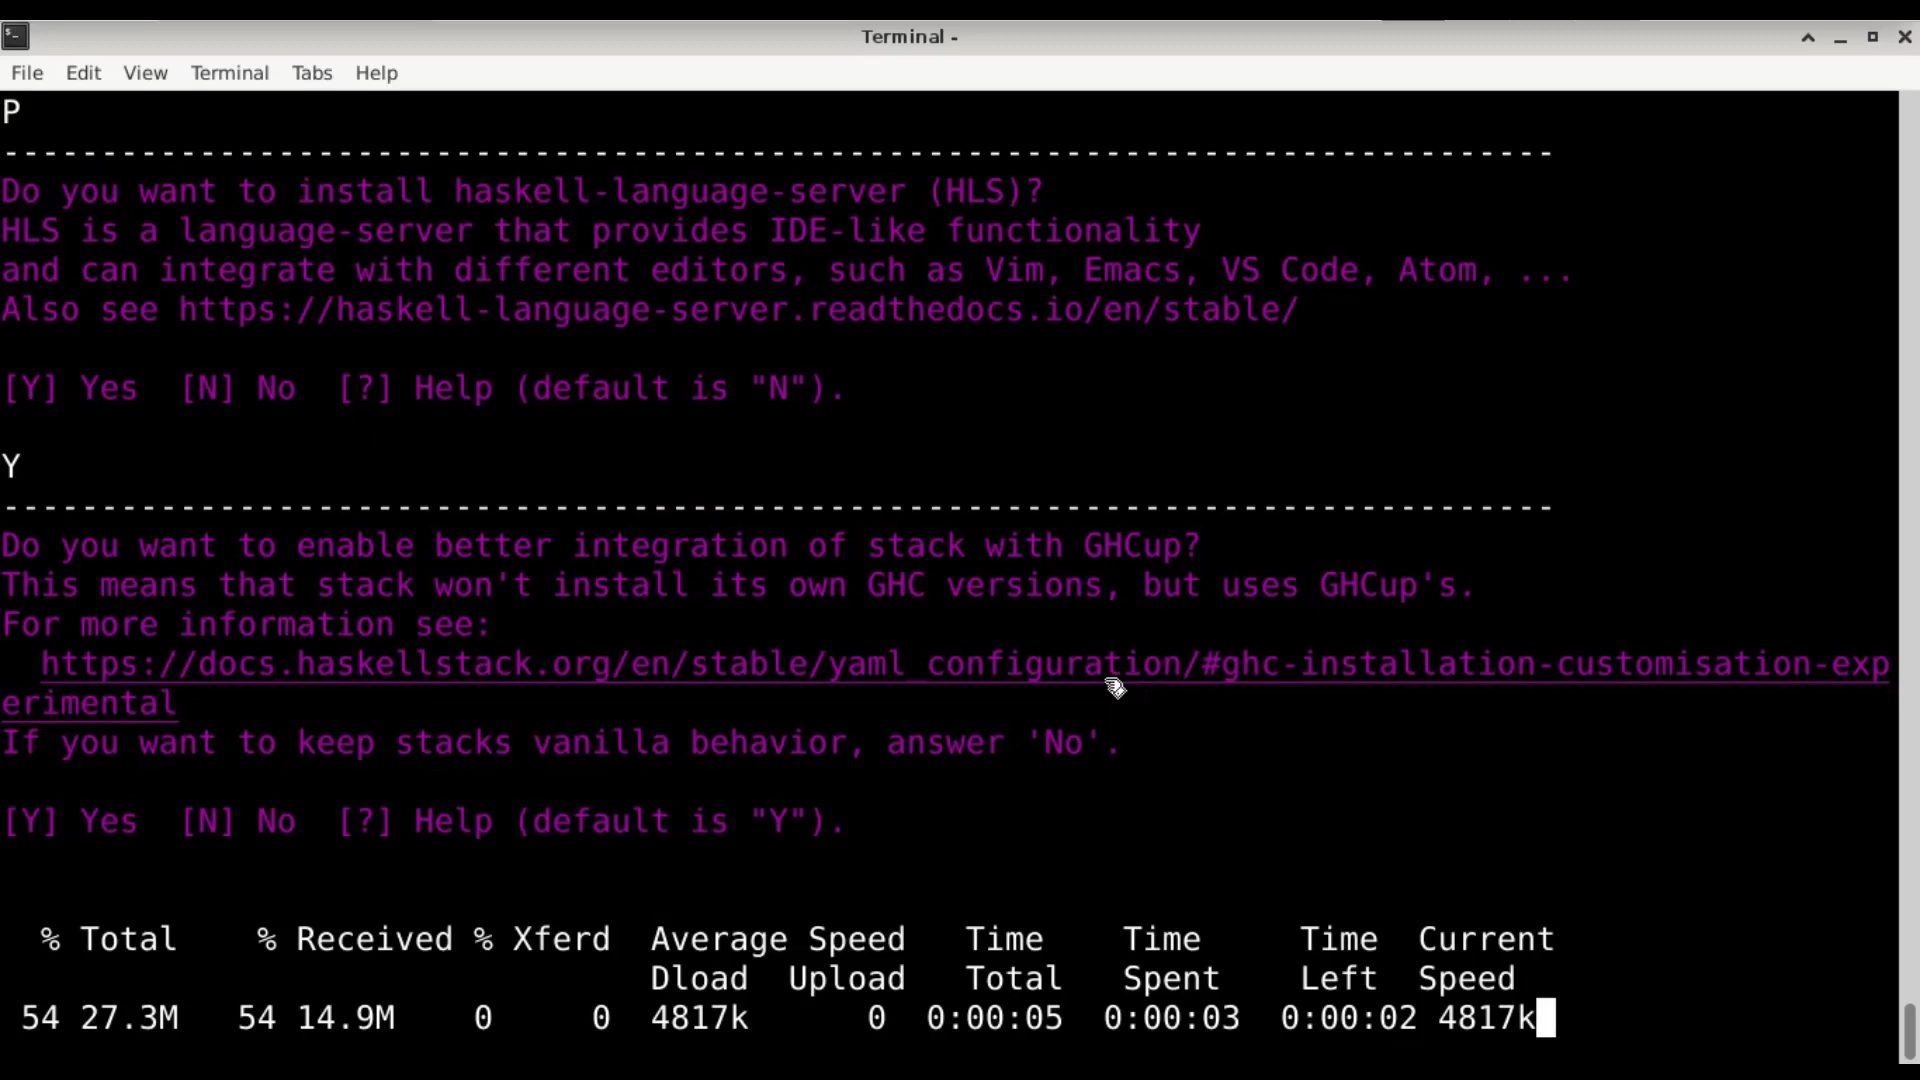 Terminal -
File Edit View Terminal Tabs Help
P
-------------------------------------------------------------------------------
Do you want to install haskell-language-server (HLS)?
HLS is a language-server that provides IDE-like functionality
and can integrate with different editors, such as Vim, Emacs, VS Code, Atom, ...
Also see https://haskell-language-server.readthedocs.io/en/stable/
[Y] Yes  [N] No  [?] Help (default is "N").
Y
-------------------------------------------------------------------------------
Do you want to enable better integration of stack with GHCup?
This means that stack won't install its own GHC versions, but uses GHCup's.
For more information see:
  https://docs.haskellstack.org/en/stable/yaml_configuration/#ghc-installation-customisation-exp
erimental
If you want to keep stacks vanilla behavior, answer 'No'.
[Y] Yes  [N] No  [?] Help (default is "Y").
  % Total    % Received % Xferd  Average Speed   Time    Time     Time  Current
                                 Dload  Upload   Total   Spent    Left  Speed
 54 27.3M   54 14.9M    0     0  4817k      0  0:00:05  0:00:03  0:00:02 4817k